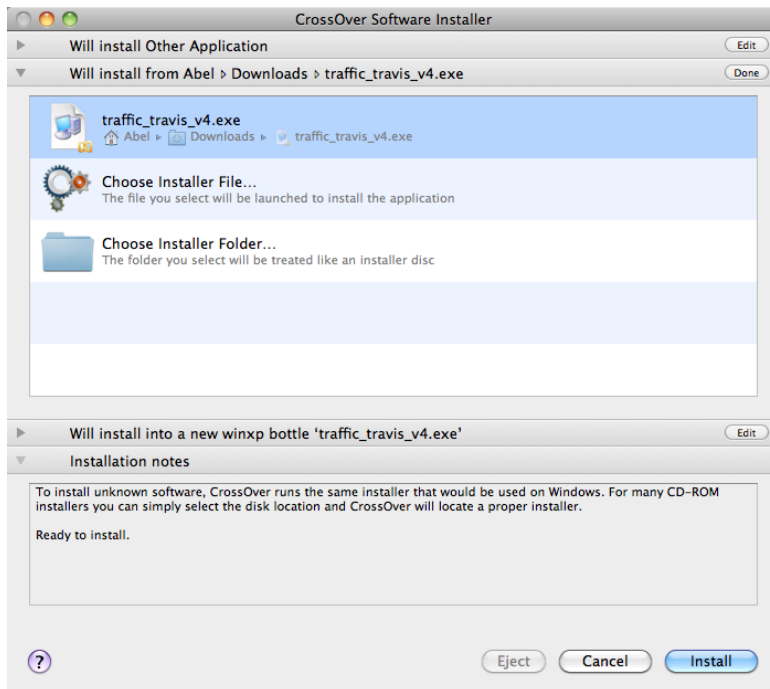 CrossOver Software Installer
Will install Other Application
Edit
Will install from Abel ▹ Downloads ▹ traffic_travis_v4.exe
Done
traffic_travis_v4.exe
Abel ▸ Downloads ▸ traffic_travis_v4.exe
Choose Installer File...
The file you select will be launched to install the application
Choose Installer Folder...
The folder you select will be treated like an installer disc
Will install into a new winxp bottle ‘traffic_travis_v4.exe’
Edit
Installation notes
To install unknown software, CrossOver runs the same installer that would be used on Windows. For many CD-ROM
installers you can simply select the disk location and CrossOver will locate a proper installer.
Ready to install.
?
Eject
Cancel
Install